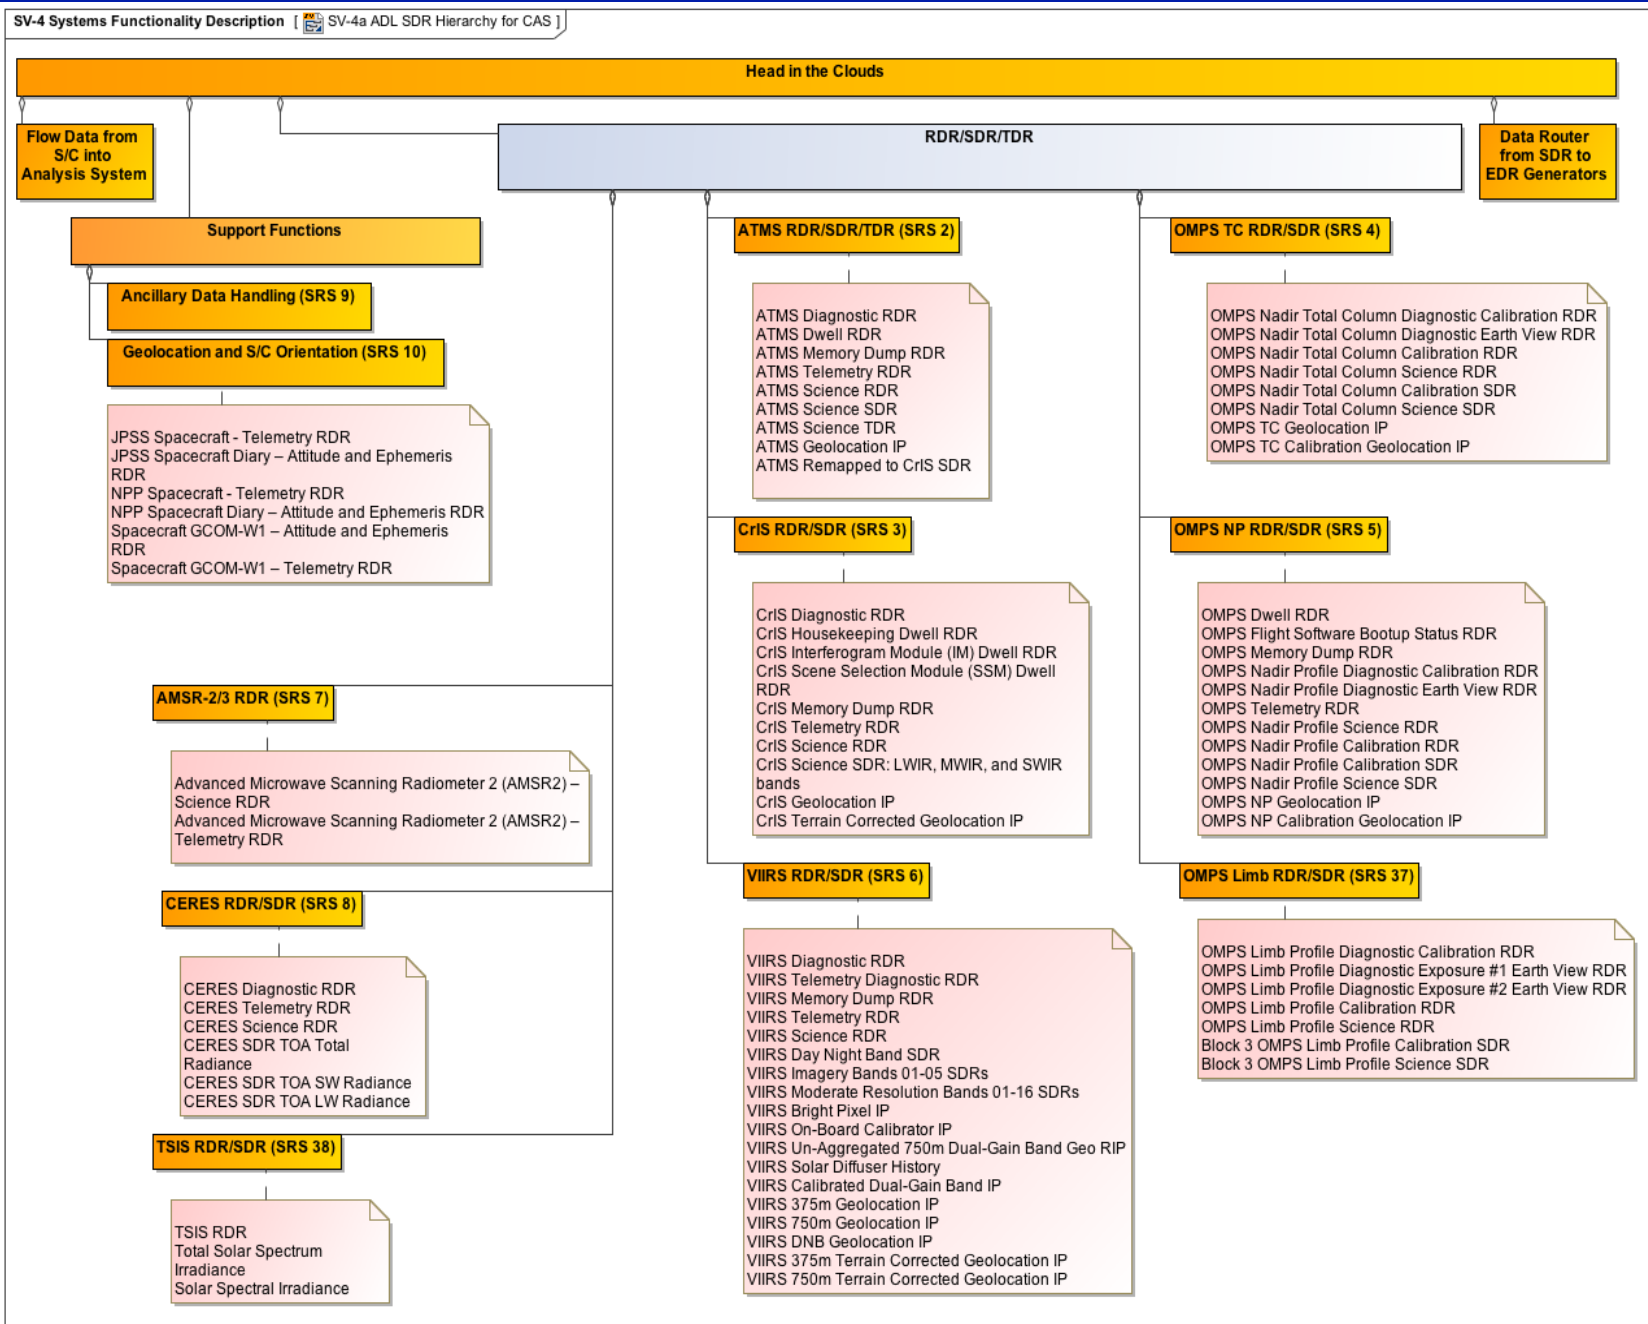 SV-4 Systems Functionality Description [ SV-4a ADL SDR Hierarchy for CAS ]
Head in the Clouds
Flow Data from
S/C into
Analysis System
RDR/SDR/TDR
Data Router
from SDR to
EDR Generators
Support Functions
Ancillary Data Handling (SRS 9)
Geolocation and S/C Orientation (SRS 10)
JPSS Spacecraft - Telemetry RDR
JPSS Spacecraft Diary – Attitude and Ephemeris
RDR
NPP Spacecraft - Telemetry RDR
NPP Spacecraft Diary – Attitude and Ephemeris RDR
Spacecraft GCOM-W1 – Attitude and Ephemeris
RDR
Spacecraft GCOM-W1 – Telemetry RDR
AMSR-2/3 RDR (SRS 7)
Advanced Microwave Scanning Radiometer 2 (AMSR2) –
Science RDR
Advanced Microwave Scanning Radiometer 2 (AMSR2) –
Telemetry RDR
CERES RDR/SDR (SRS 8)
CERES Diagnostic RDR
CERES Telemetry RDR
CERES Science RDR
CERES SDR TOA Total
Radiance
CERES SDR TOA SW Radiance
CERES SDR TOA LW Radiance
TSIS RDR/SDR (SRS 38)
TSIS RDR
Total Solar Spectrum
Irradiance
Solar Spectral Irradiance
ATMS RDR/SDR/TDR (SRS 2)
ATMS Diagnostic RDR
ATMS Dwell RDR
ATMS Memory Dump RDR
ATMS Telemetry RDR
ATMS Science RDR
ATMS Science SDR
ATMS Science TDR
ATMS Geolocation IP
ATMS Remapped to CrIS SDR
CrIS RDR/SDR (SRS 3)
CrIS Diagnostic RDR
CrIS Housekeeping Dwell RDR
CrIS Interferogram Module (IM) Dwell RDR
CrIS Scene Selection Module (SSM) Dwell
RDR
CrIS Memory Dump RDR
CrIS Telemetry RDR
CrIS Science RDR
CrIS Science SDR: LWIR, MWIR, and SWIR
bands
CrIS Geolocation IP
CrIS Terrain Corrected Geolocation IP
VIIRS RDR/SDR (SRS 6)
VIIRS Diagnostic RDR
VIIRS Telemetry Diagnostic RDR
VIIRS Memory Dump RDR
VIIRS Telemetry RDR
VIIRS Science RDR
VIIRS Day Night Band SDR
VIIRS Imagery Bands 01-05 SDRs
VIIRS Moderate Resolution Bands 01-16 SDRs
VIIRS Bright Pixel IP
VIIRS On-Board Calibrator IP
VIIRS Un-Aggregated 750m Dual-Gain Band Geo RIP
VIIRS Solar Diffuser History
VIIRS Calibrated Dual-Gain Band IP
VIIRS 375m Geolocation IP
VIIRS 750m Geolocation IP
VIIRS DNB Geolocation IP
VIIRS 375m Terrain Corrected Geolocation IP
VIIRS 750m Terrain Corrected Geolocation IP
OMPS TC RDR/SDR (SRS 4)
OMPS Nadir Total Column Diagnostic Calibration RDR
OMPS Nadir Total Column Diagnostic Earth View RDR
OMPS Nadir Total Column Calibration RDR
OMPS Nadir Total Column Science RDR
OMPS Nadir Total Column Calibration SDR
OMPS Nadir Total Column Science SDR
OMPS TC Geolocation IP
OMPS TC Calibration Geolocation IP
OMPS NP RDR/SDR (SRS 5)
OMPS Dwell RDR
OMPS Flight Software Bootup Status RDR
OMPS Memory Dump RDR
OMPS Nadir Profile Diagnostic Calibration RDR
OMPS Nadir Profile Diagnostic Earth View RDR
OMPS Telemetry RDR
OMPS Nadir Profile Science RDR
OMPS Nadir Profile Calibration RDR
OMPS Nadir Profile Calibration SDR
OMPS Nadir Profile Science SDR
OMPS NP Geolocation IP
OMPS NP Calibration Geolocation IP
OMPS Limb RDR/SDR (SRS 37)
OMPS Limb Profile Diagnostic Calibration RDR
OMPS Limb Profile Diagnostic Exposure #1 Earth View RDR
OMPS Limb Profile Diagnostic Exposure #2 Earth View RDR
OMPS Limb Profile Calibration RDR
OMPS Limb Profile Science RDR
Block 3 OMPS Limb Profile Calibration SDR
Block 3 OMPS Limb Profile Science SDR